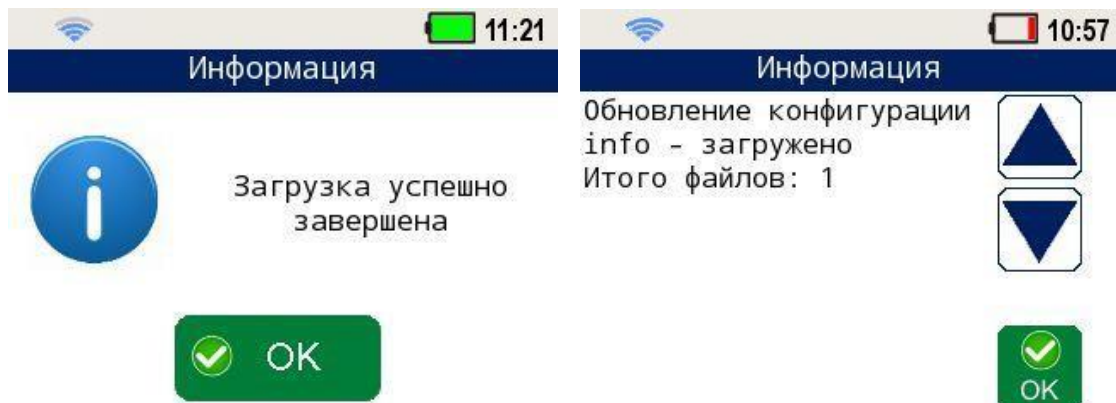 11:21
Информация
Загрузка успешно
завершена
OK
10:57
Информация
Обновление конфигурации
info - загружено
Итого файлов: 1
OK